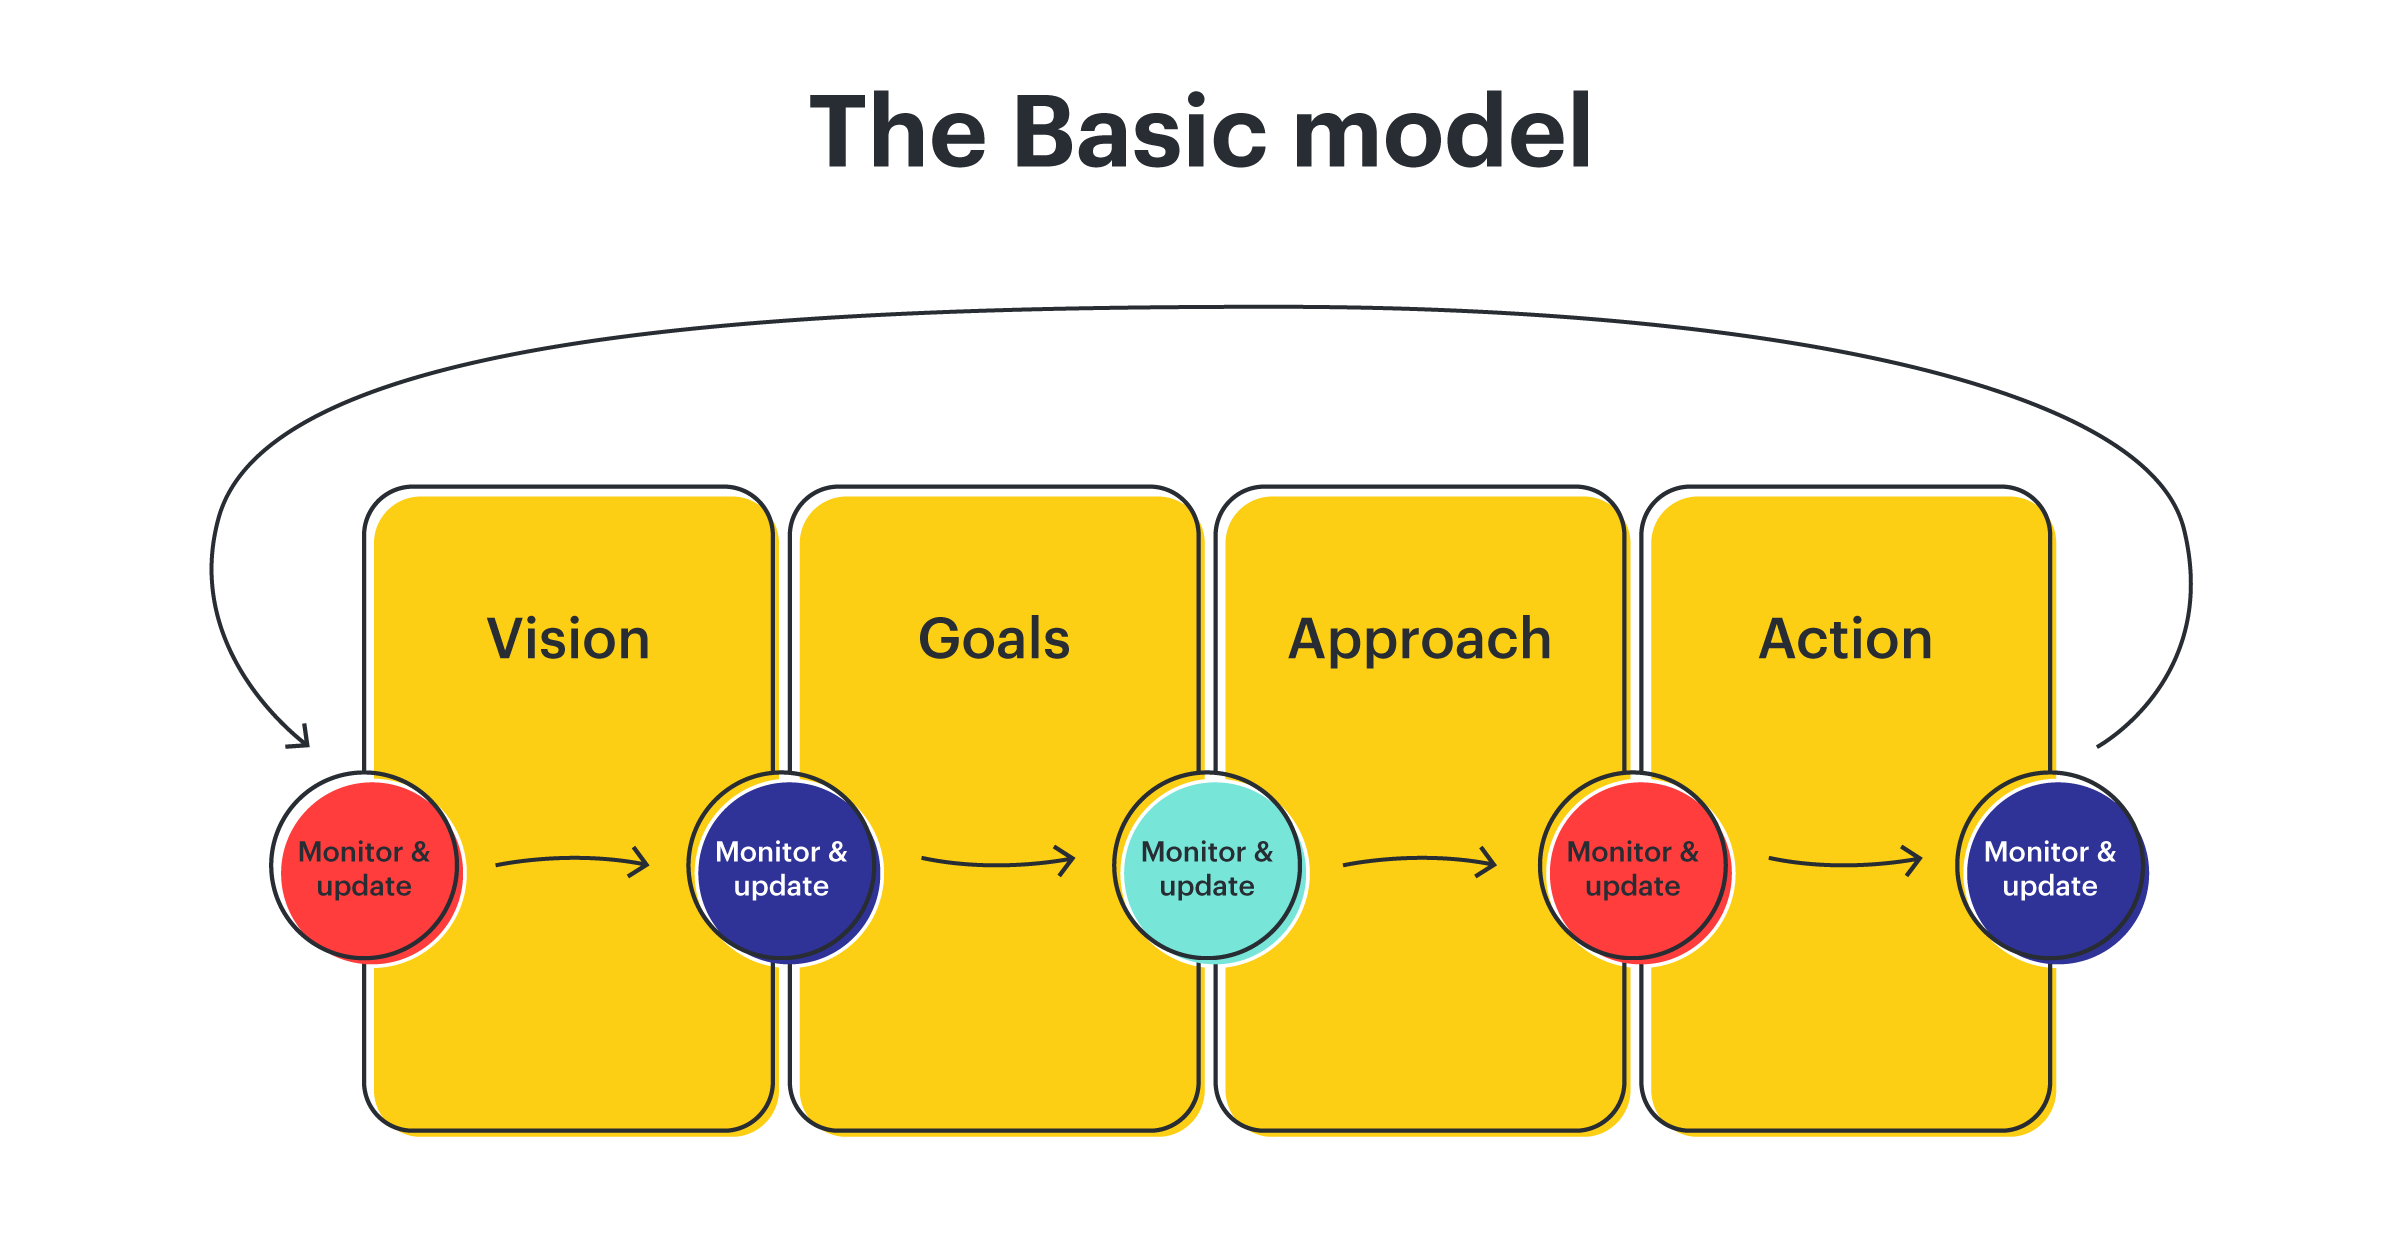 The Basic model
Vision
Goals
Approach
Action
Monitor &
update
Monitor &
update
Monitor &
update
Monitor &
update
Monitor &
update